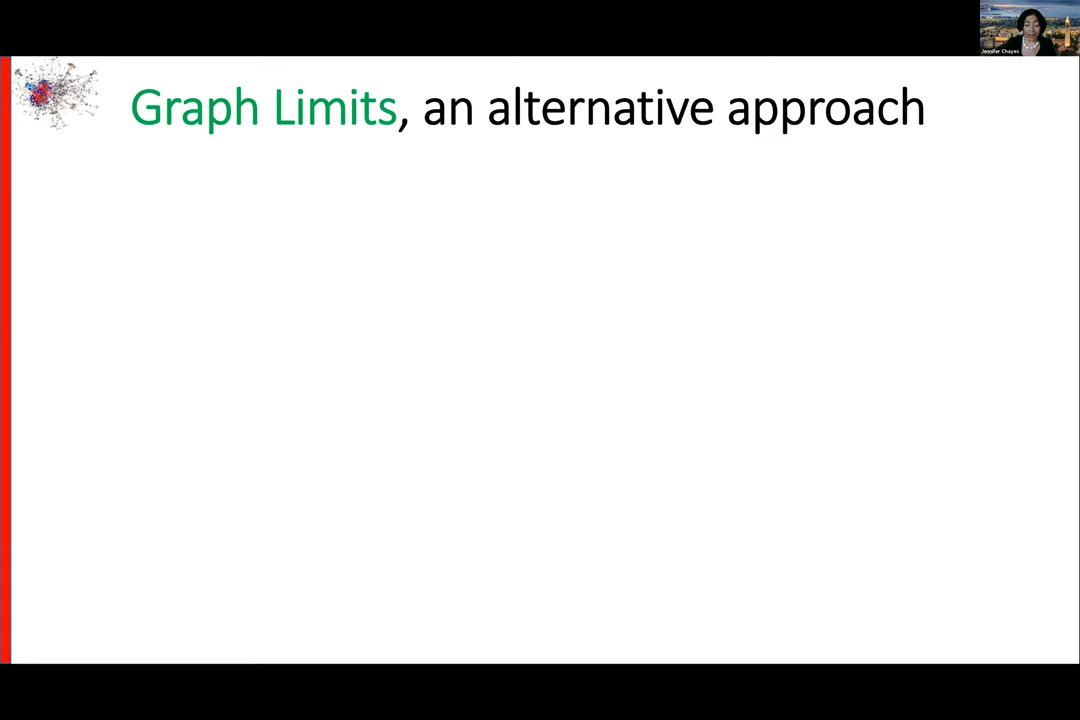 Jennifer Chayes
Graph Limits, an alternative approach